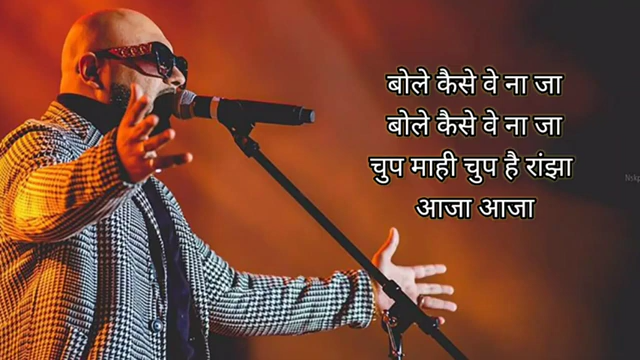 बोले कैसे वे ना जा
बोले कैसे वे ना जा
चुप माही चुप है रांझा
आजा आजा